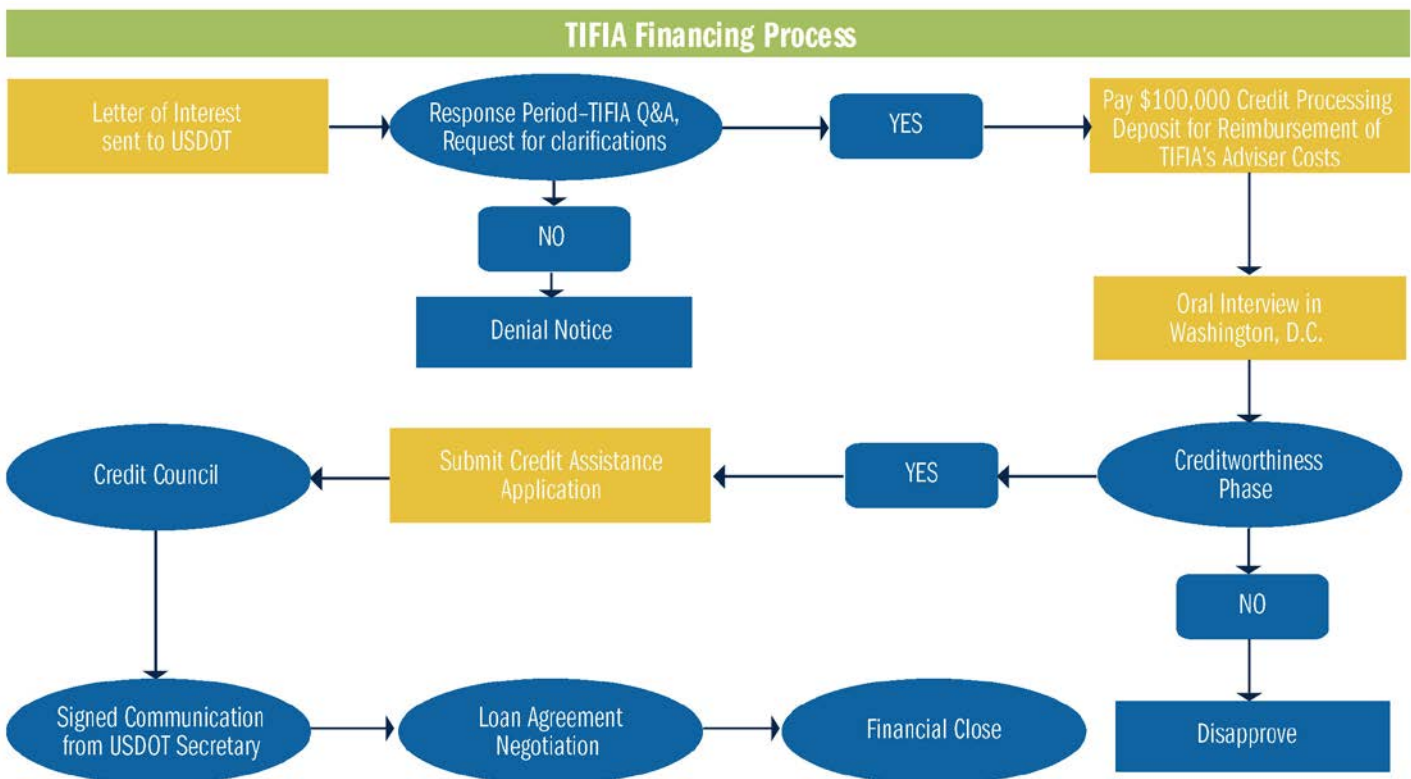 TIFIA Financing Process
Letter of Interest
sent to USDOT
Response Period–TIFIA Q&A,
Request for clarifications
YES
Pay $100,000 Credit Processing
Deposit for Reimbursement of
TIFIA's Adviser Costs
NO
Denial Notice
Oral Interview in
Washington, D.C.
Creditworthiness
Phase
YES
Submit Credit Assistance
Application
Credit Council
NO
Disapprove
Signed Communication
from USDOT Secretary
Loan Agreement
Negotiation
Financial Close